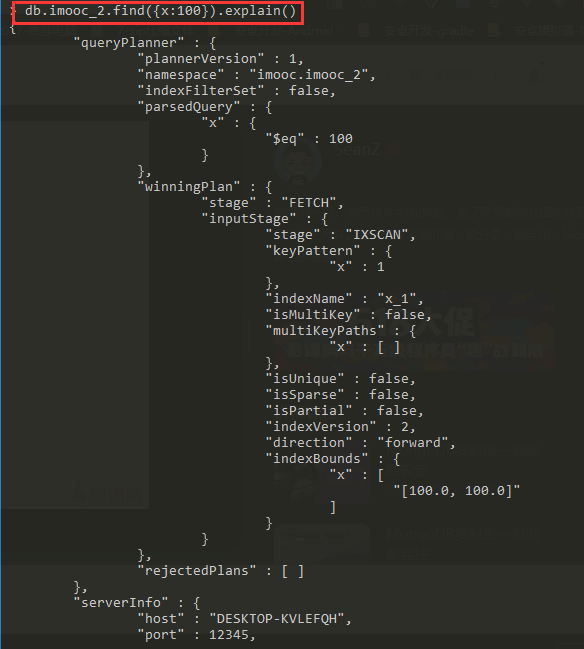 > db.imooc_2.find({x:100}).explain()
{
"queryPlanner" : {
"plannerVersion" : 1,
"namespace" : "imooc.imooc_2",
"indexFilterSet" : false,
"parsedQuery" : {
"x" : {
"$eq" : 100
}
},
"winningPlan" : {
"stage" : "FETCH",
"inputStage" : {
"stage" : "IXSCAN",
"keyPattern" : {
"x" : 1
},
"indexName" : "x_1",
"isMultiKey" : false,
"multiKeyPaths" : {
"x" : [ ]
},
"isUnique" : false,
"isSparse" : false,
"isPartial" : false,
"indexVersion" : 2,
"direction" : "forward",
"indexBounds" : {
"x" : [
"[100.0, 100.0]"
]
}
}
},
"rejectedPlans" : [ ]
},
"serverInfo" : {
"host" : "DESKTOP-KVLEFQH",
"port" : 12345,